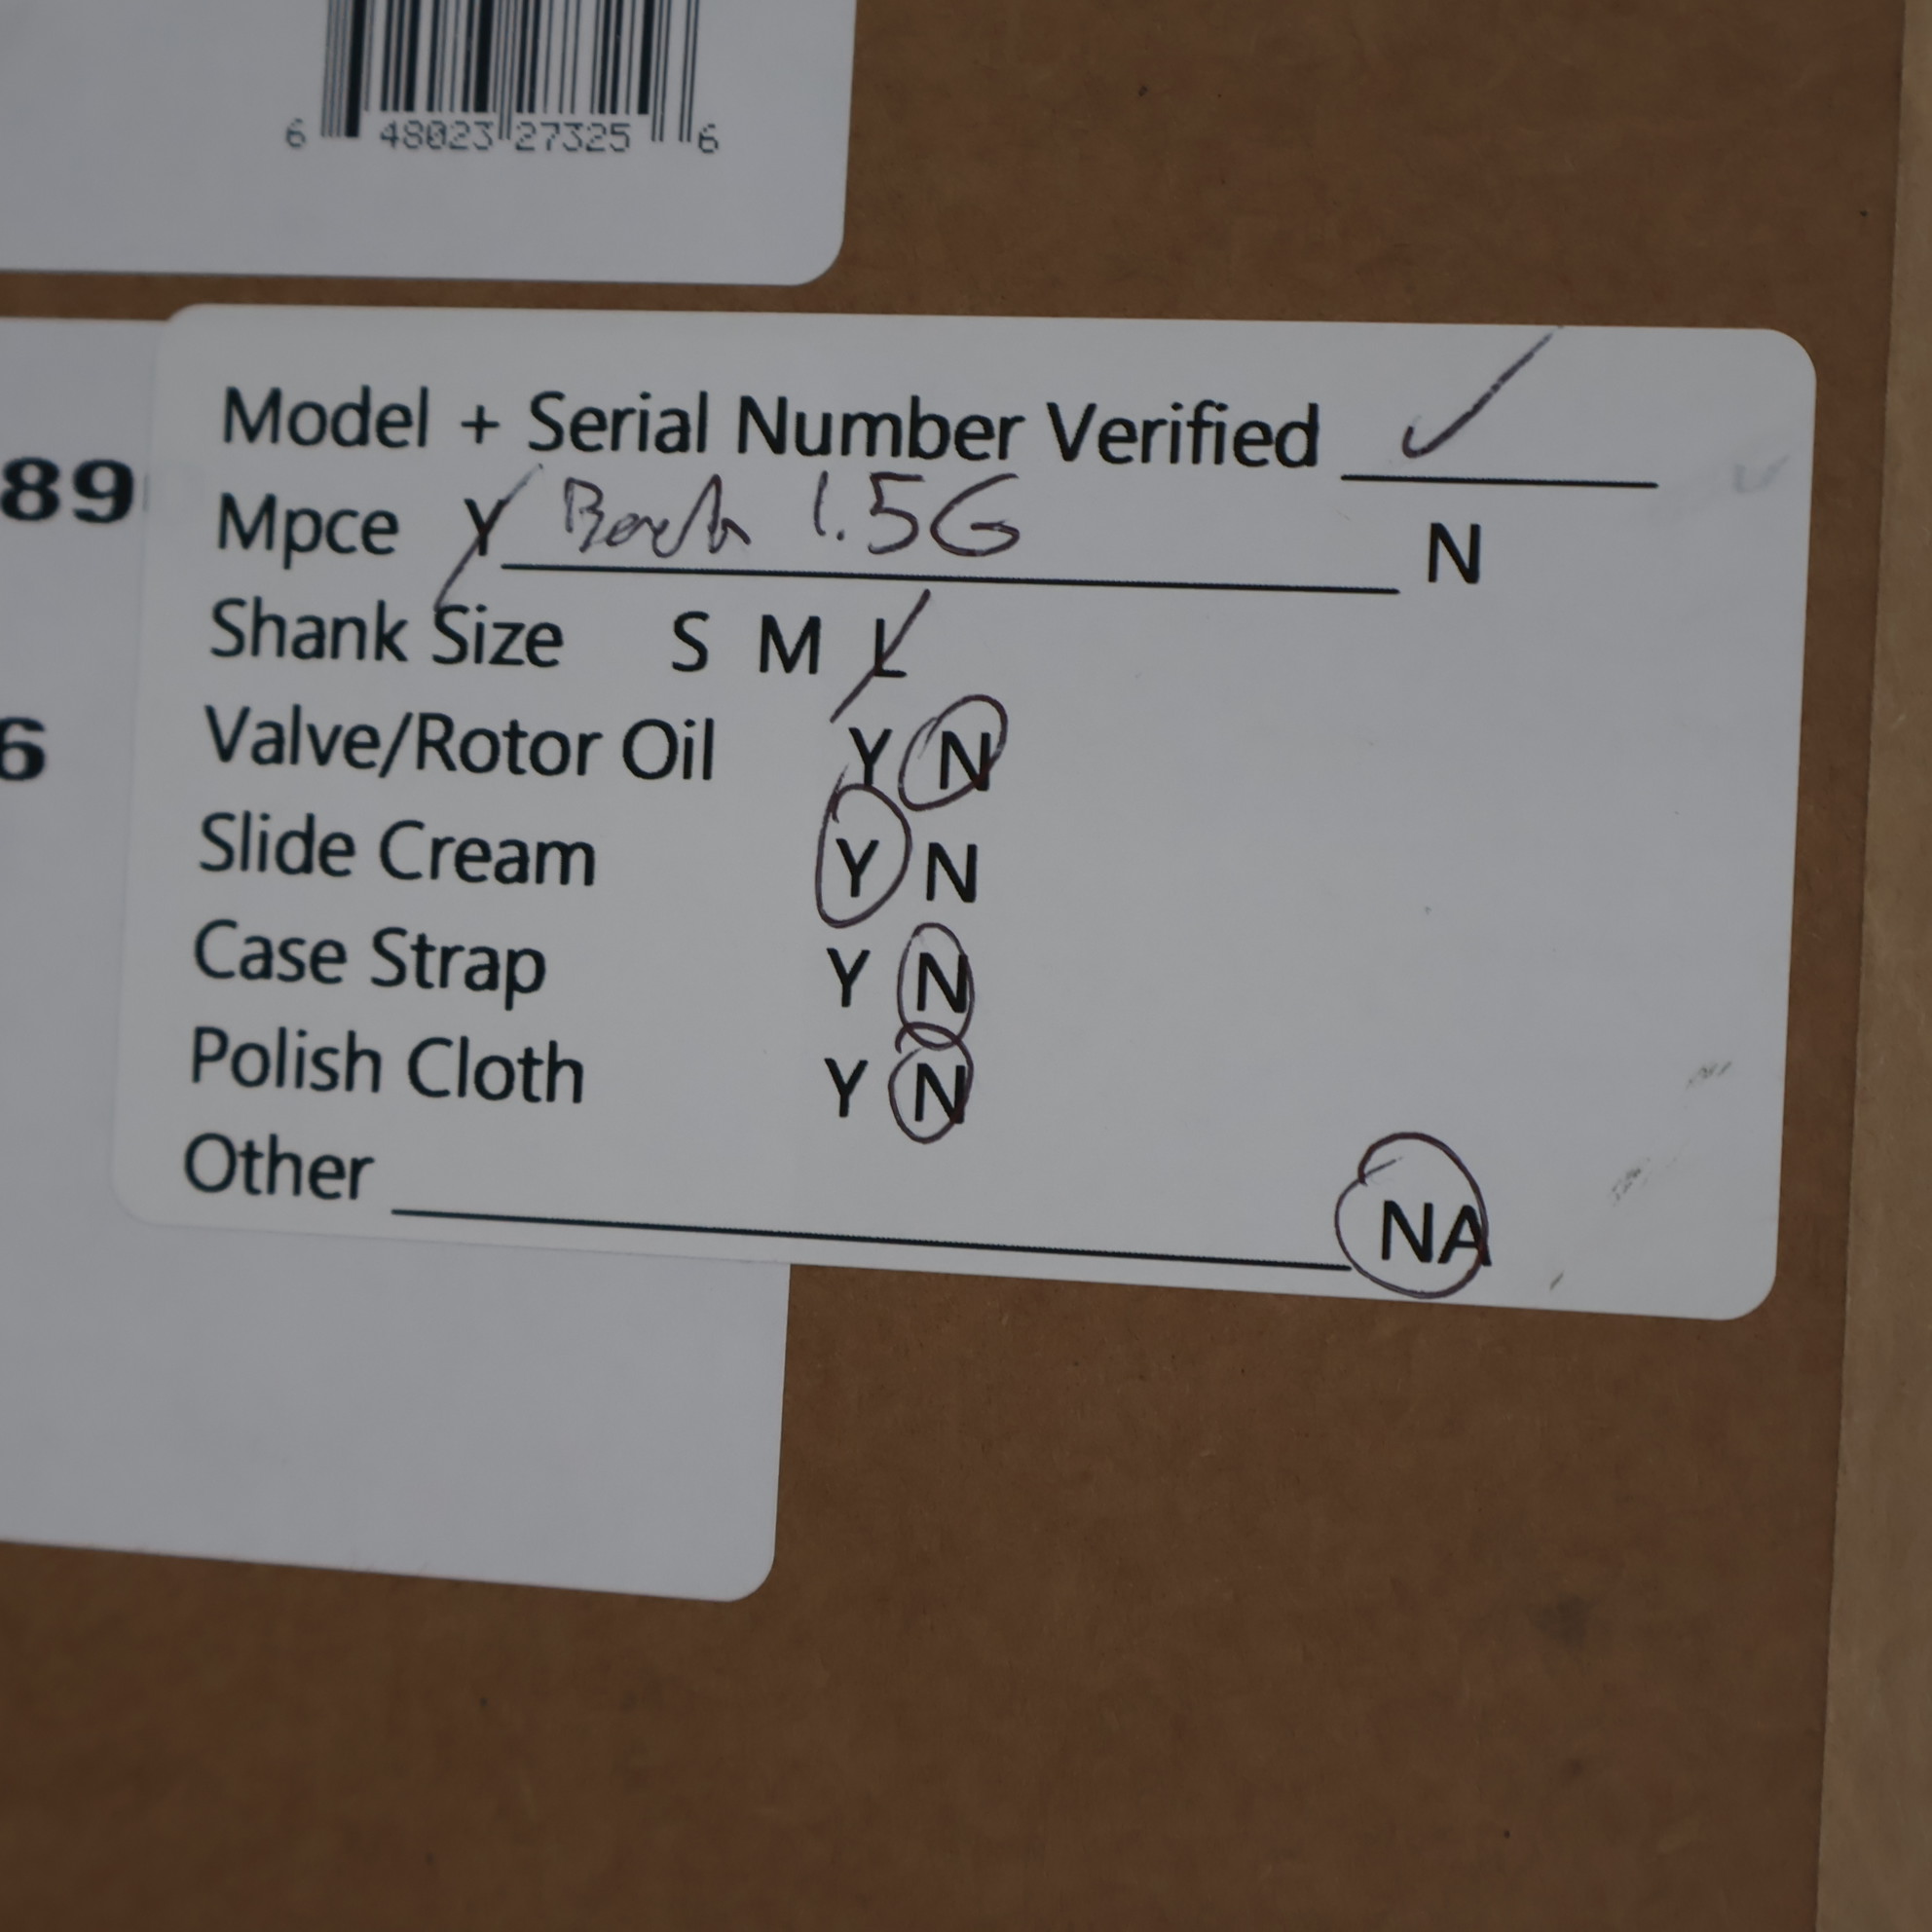 6 48023 27325 6
89
6
Model + Serial Number Verified ✓
Mpce Y Bach 1.5G N
Shank Size S M L
Valve/Rotor Oil Y N
Slide Cream Y N
Case Strap Y N
Polish Cloth Y N
Other NA